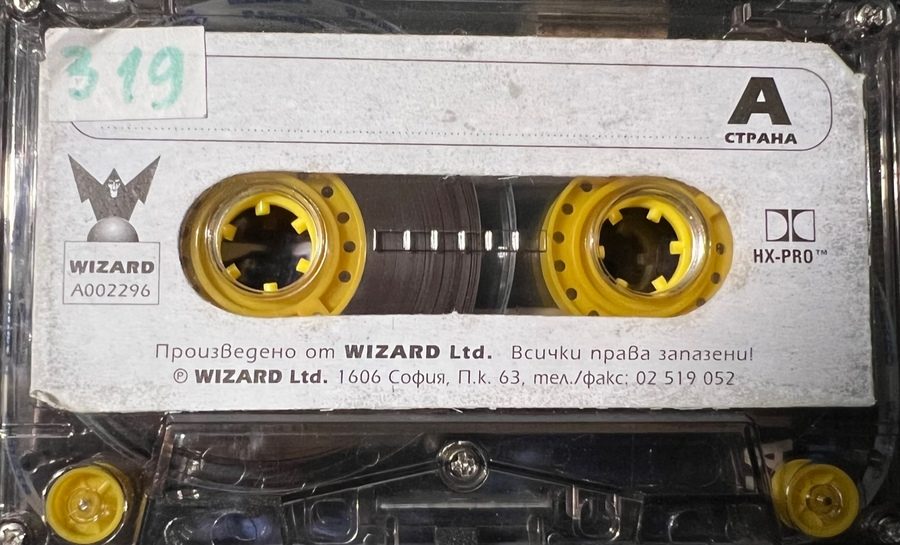 319
А
СТРАНА
WIZARD
A002296
HX-PRO™
Произведено от WIZARD Ltd. Всички права запазени!
℗ WIZARD Ltd. 1606 София, П.к. 63, тел./факс: 02 519 052